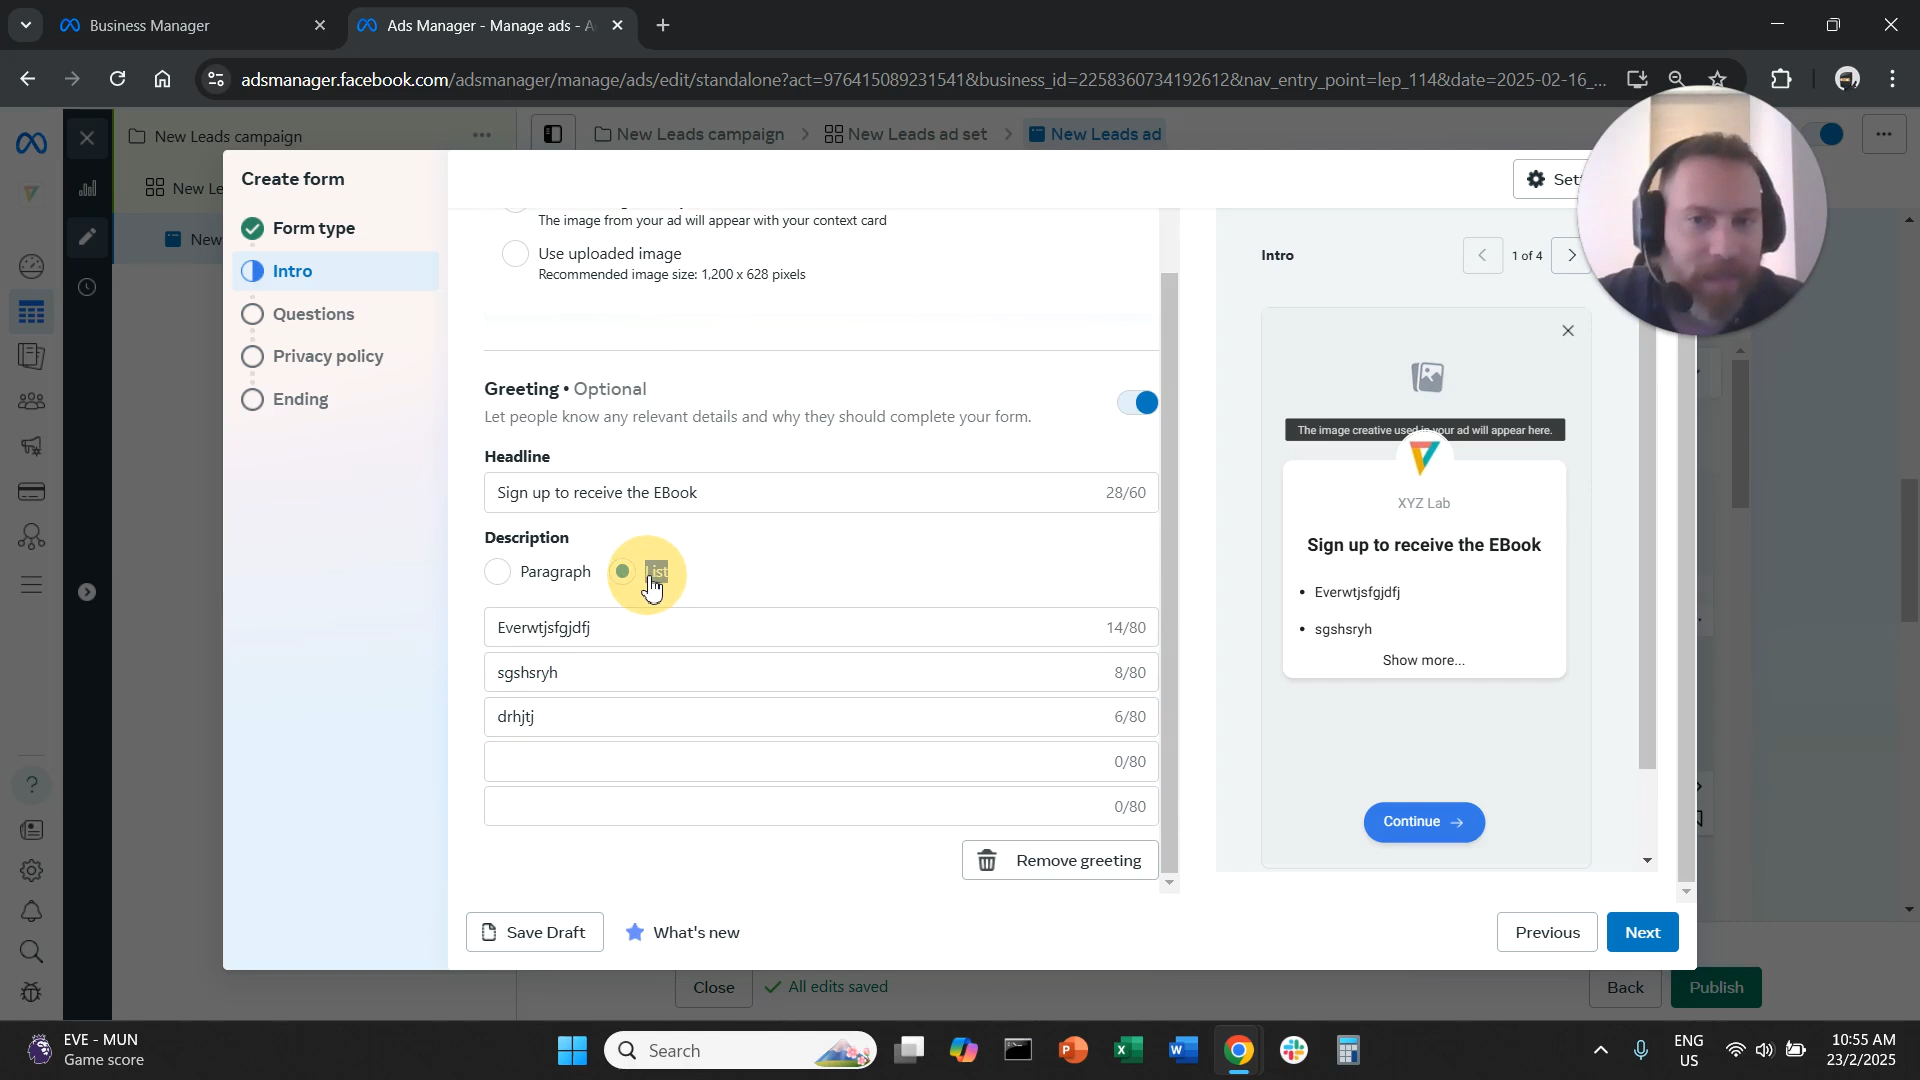 Business Manager
Ads Manager - Manage ads - A
adsmanager.facebook.com/adsmanager/manage/ads/edit/standalone?act=976415089231541&business_id=2258360734192612&nav_entry_point=lep_114&date=2025-02-16_...
New Leads campaign
New Leads campaign
New Leads ad set
New Leads ad
New Le
New
Create form
Form type
Intro
Questions
Privacy policy
Ending
The image from your ad will appear with your context card
Use uploaded image
Recommended image size: 1,200 x 628 pixels
Greeting • Optional
Let people know any relevant details and why they should complete your form.
Headline
Sign up to receive the EBook
28/60
Description
Paragraph
List
Everwtjsfgjdfj
14/80
sgshsryh
8/80
drhjtj
6/80
0/80
0/80
Remove greeting
Save Draft
What's new
Previous
Next
Intro
1 of 4
The image creative used in your ad will appear here.
XYZ Lab
Sign up to receive the EBook
• Everwtjsfgjdfj
• sgshsryh
Show more...
Continue
Close
All edits saved
Back
Publish
EVE - MUN
Game score
Search
ENG
US
10:55 AM
23/2/2025